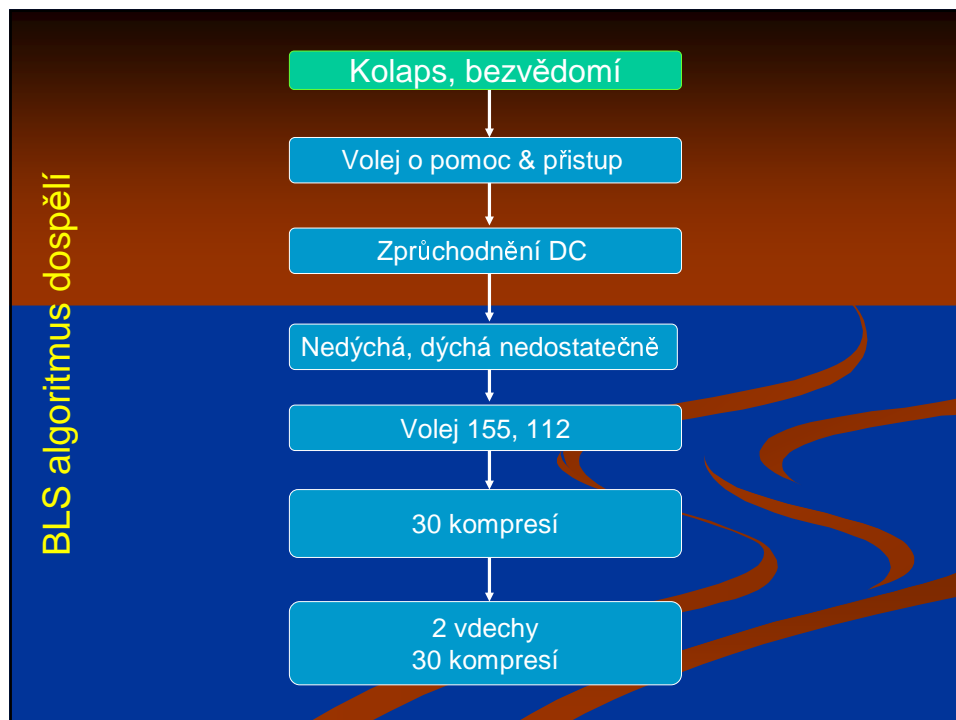 BLS algoritmus dospělí
Kolaps, bezvědomí
Volej o pomoc & přistup
Zprůchodnění DC
Nedýchá, dýchá nedostatečně
Volej 155, 112
30 kompresí
2 vdechy
30 kompresí